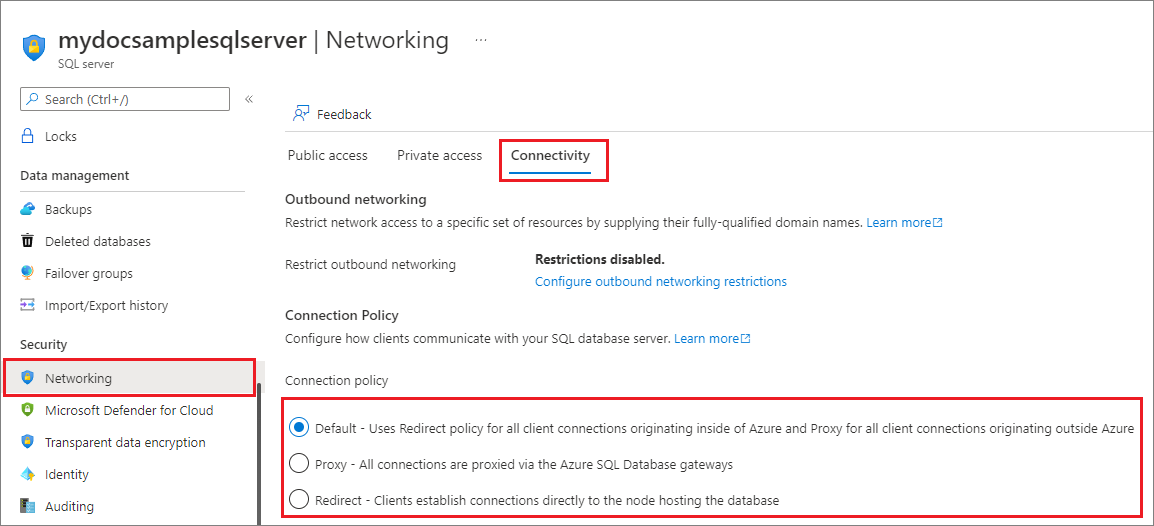 mydocsamplesqlserver | Networking ...
SQL server
Search (Ctrl+/)
«
Locks
Data management
Backups
Deleted databases
Failover groups
Import/Export history
Security
Networking
Microsoft Defender for Cloud
Transparent data encryption
Identity
Auditing
Feedback
Public access Private access Connectivity
Outbound networking
Restrict network access to a specific set of resources by supplying their fully-qualified domain names. Learn more
Restrict outbound networking Restrictions disabled.
Configure outbound networking restrictions
Connection Policy
Configure how clients communicate with your SQL database server. Learn more
Connection policy
Default - Uses Redirect policy for all client connections originating inside of Azure and Proxy for all client connections originating outside Azure
Proxy - All connections are proxied via the Azure SQL Database gateways
Redirect - Clients establish connections directly to the node hosting the database